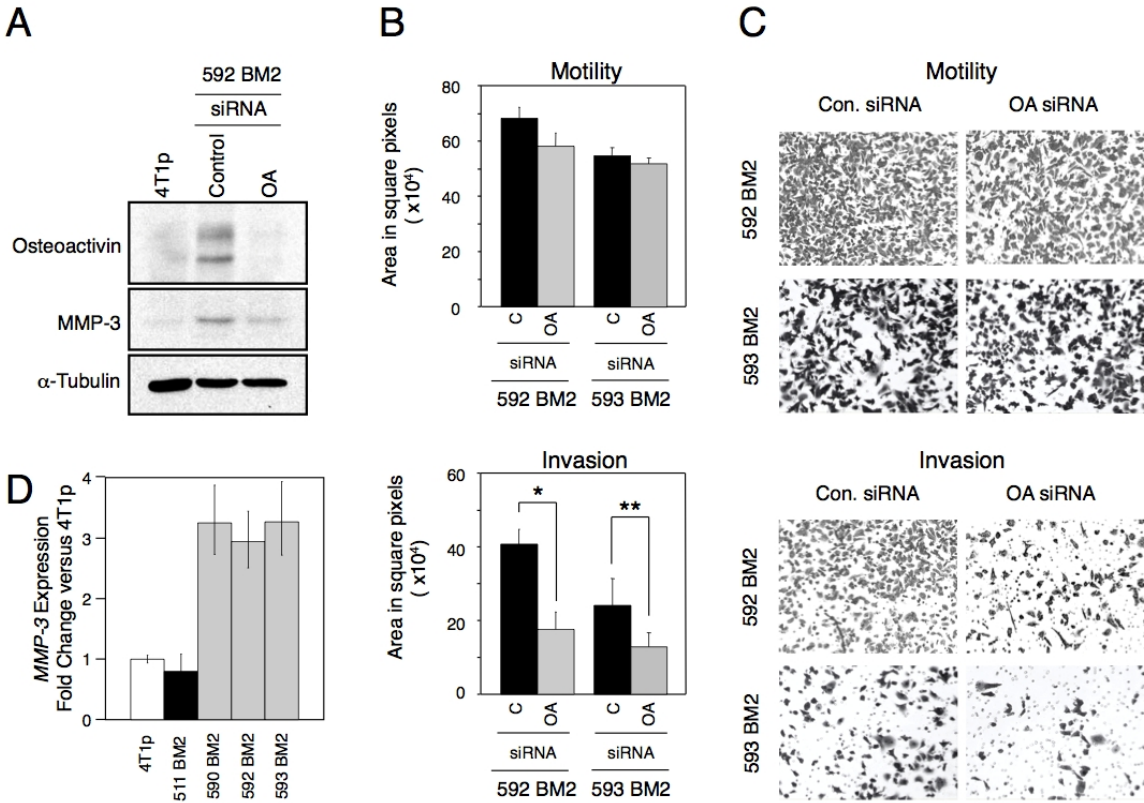 A
592 BM2
siRNA
4T1p
Control
OA
Osteoactivin
MMP-3
α-Tubulin
B
Motility
Area in square pixels
( x10⁴)
80
60
40
20
0
C
OA
C
OA
siRNA
siRNA
592 BM2
593 BM2
Invasion
Area in square pixels
( x10⁴)
60
40
20
0
*
**
C
OA
C
OA
siRNA
siRNA
592 BM2
593 BM2
C
Motility
Con. siRNA
OA siRNA
592 BM2
593 BM2
Invasion
Con. siRNA
OA siRNA
592 BM2
593 BM2
D
MMP-3 Expression
Fold Change versus 4T1p
4
3
2
1
0
4T1p
511 BM2
590 BM2
592 BM2
593 BM2